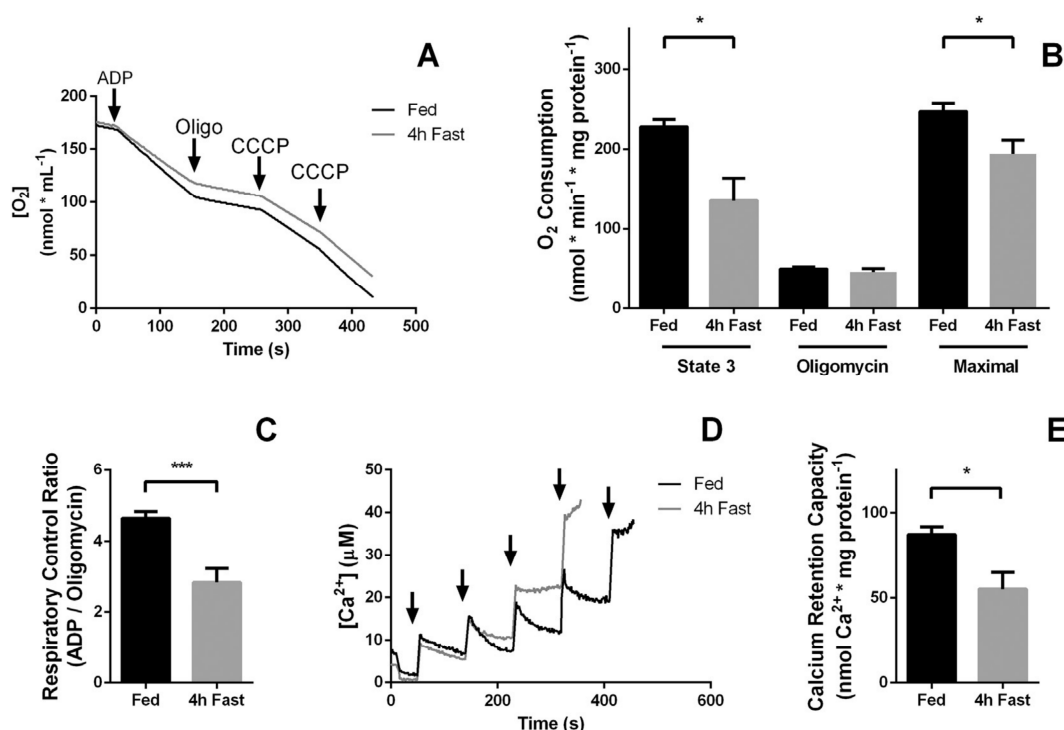 A
[O₂]
(nmol * mL⁻¹)
200
150
100
50
0
ADP
Oligo
CCCP
CCCP
Fed
4h Fast
0 100 200 300 400 500
Time (s)
B
O₂ Consumption
(nmol * min⁻¹ * mg protein⁻¹)
300
200
100
0
* *
Fed 4h Fast Fed 4h Fast Fed 4h Fast
State 3 Oligomycin Maximal
C
Respiratory Control Ratio
(ADP / Oligomycin)
6
4
2
0
***
Fed 4h Fast
D
[Ca²⁺] (μM)
50
40
30
20
10
0
Fed
4h Fast
0 200 400 600
Time (s)
E
Calcium Retention Capacity
(nmol Ca²⁺ * mg protein⁻¹)
100
50
0
*
Fed 4h Fast